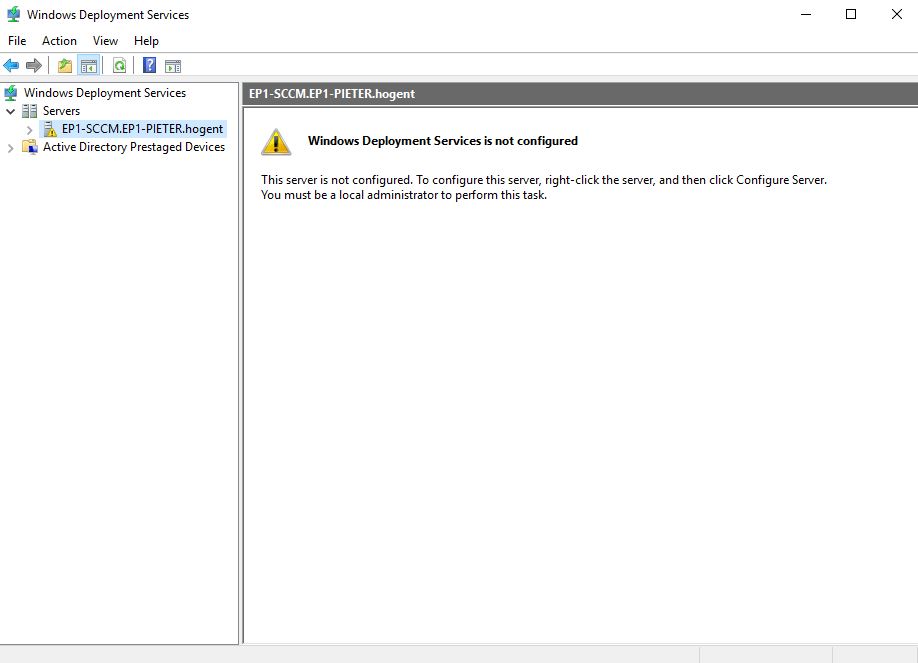 Windows Deployment Services
File Action View Help
Windows Deployment Services
Servers
EP1-SCCM.EP1-PIETER.hogent
Active Directory Prestaged Devices
EP1-SCCM.EP1-PIETER.hogent
Windows Deployment Services is not configured
This server is not configured. To configure this server, right-click the server, and then click Configure Server.
You must be a local administrator to perform this task.